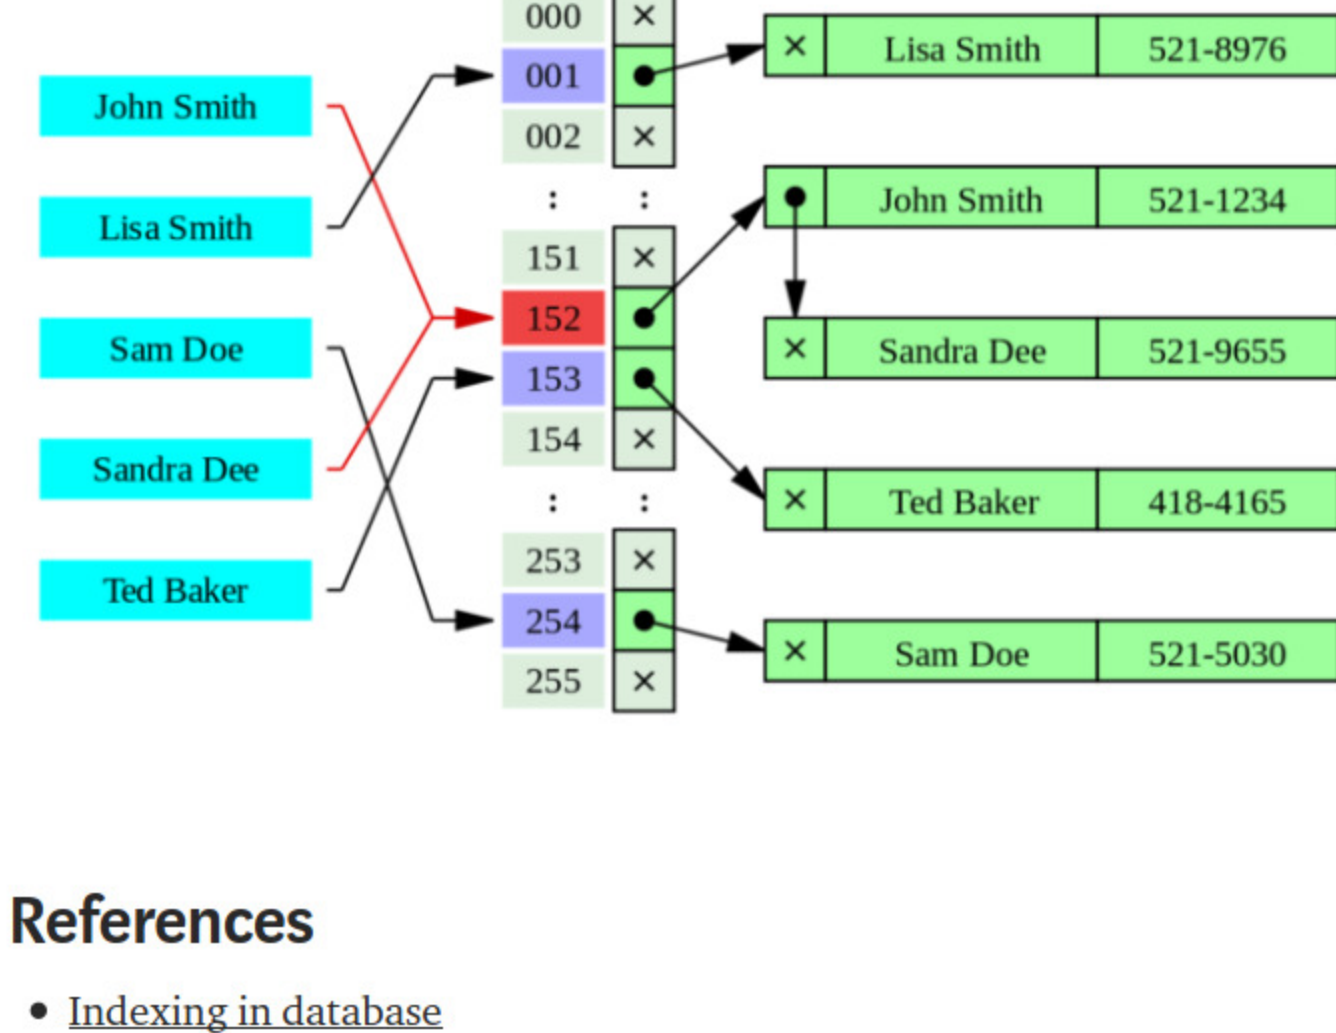 000 ×
001 × Lisa Smith 521-8976
John Smith
002 ×
Lisa Smith
: :
John Smith 521-1234
151 ×
152
Sam Doe
× Sandra Dee 521-9655
153
154 ×
Sandra Dee
: :
× Ted Baker 418-4165
253 ×
Ted Baker
254
× Sam Doe 521-5030
255 ×
References
• Indexing in database